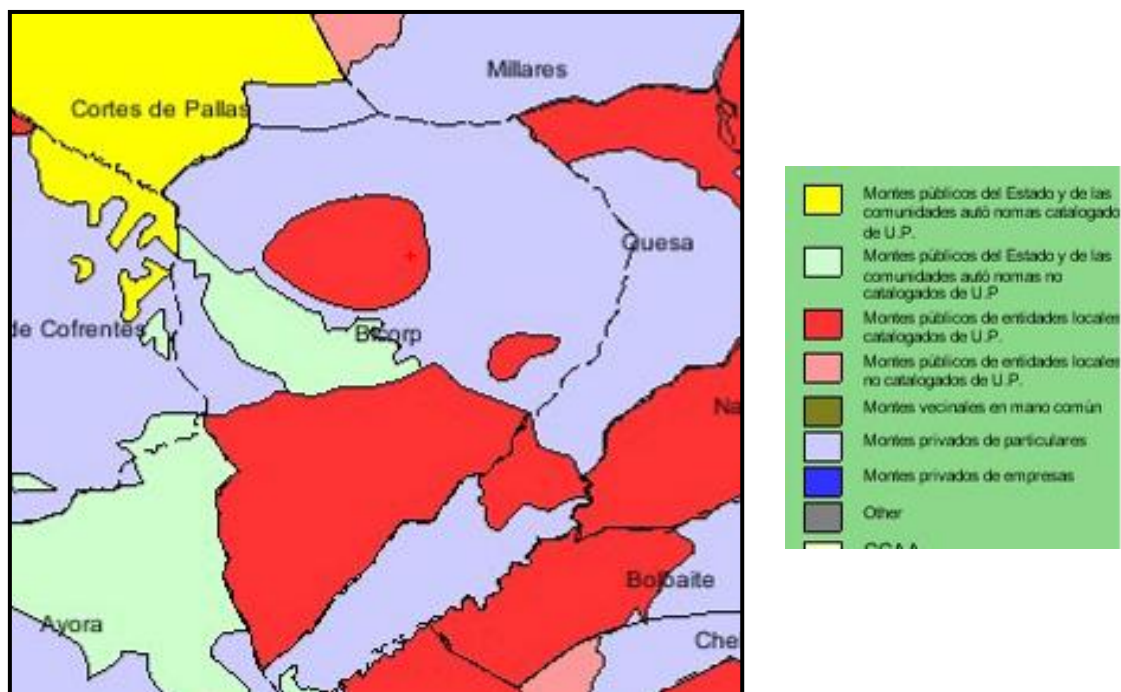 Millares
Cortes de Pallas
Quesa
de Cofrentes
Bicorp
Na
Bolbaite
Ayora
Che
Montes públicos del Estado y de las
comunidades autó nomas catalogado
de U.P.
Montes públicos del Estado y de las
comunidades autó nomas no
catalogados de U.P
Montes públicos de entidades locales
catalogados de U.P.
Montes públicos de entidades locales
no catalogados de U.P.
Montes vecinales en mano común
Montes privados de particulares
Montes privados de empresas
Other